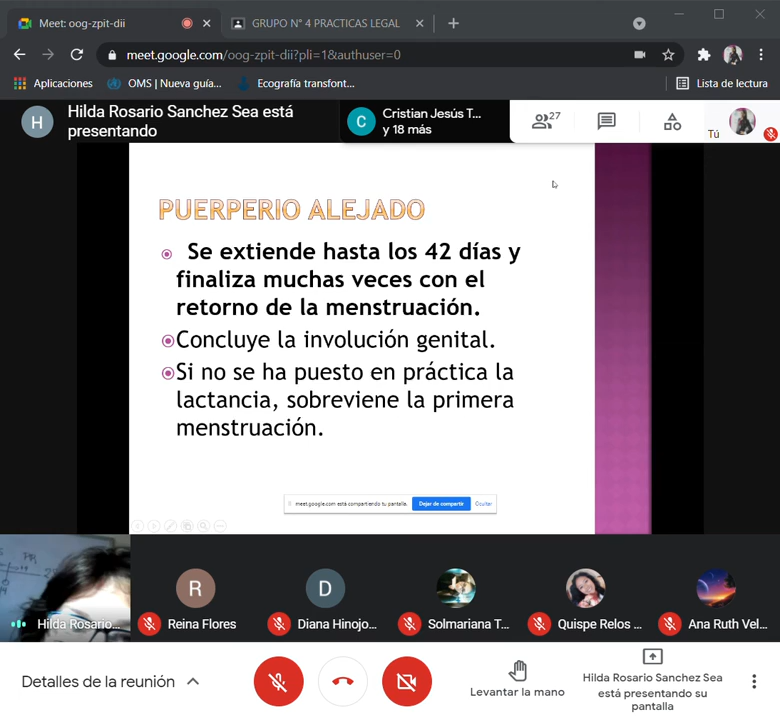 Meet: oog-zpit-dii
GRUPO N° 4 PRACTICAS LEGAL
meet.google.com/oog-zpit-dii?pli=1&authuser=0
Aplicaciones
OMS | Nueva guía...
Ecografía transfont...
Lista de lectura
H
Hilda Rosario Sanchez Sea está
presentando
C
Cristian Jesús T...
y 18 más
27
Tú
PUERPERIO ALEJADO
Se extiende hasta los 42 días y
finaliza muchas veces con el
retorno de la menstruación.
Concluye la involución genital.
Si no se ha puesto en práctica la
lactancia, sobreviene la primera
menstruación.
meet.google.com está compartiendo tu pantalla.
Dejar de compartir
Ocultar
Hilda Rosario...
R
Reina Flores
D
Diana Hinojo...
Solmariana T...
Quispe Relos ...
Ana Ruth Vel...
Detalles de la reunión
Levantar la mano
Hilda Rosario Sanchez Sea
está presentando su
pantalla